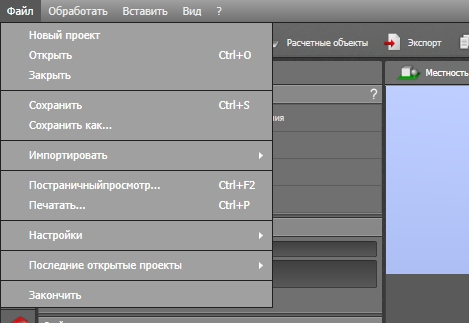 Файл Обработать Вставить Вид ?
Новый проект
Открыть Ctrl+O
Закрыть
Сохранить Ctrl+S
Сохранить как...
Импортировать
Постраничныйпросмотр... Ctrl+F2
Печатать... Ctrl+P
Настройки
Последние открытые проекты
Закончить
Расчетные объекты Экспорт
Местность
?
ния